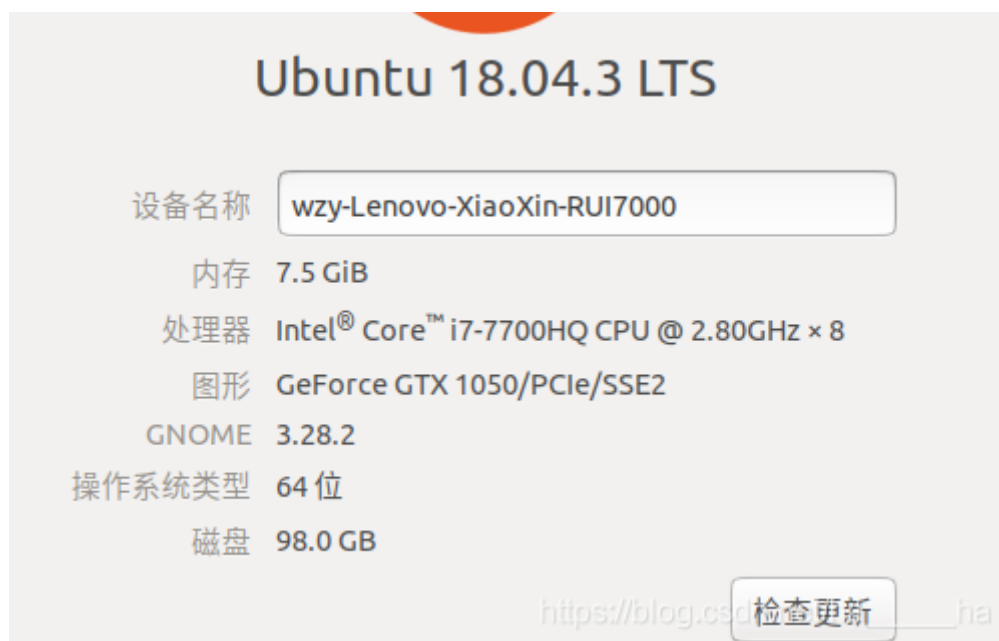 Ubuntu 18.04.3 LTS
设备名称 wzy-Lenovo-XiaoXin-RUI7000
内存 7.5 GiB
处理器 Intel® Core™ i7-7700HQ CPU @ 2.80GHz × 8
图形 GeForce GTX 1050/PCIe/SSE2
GNOME 3.28.2
操作系统类型 64 位
磁盘 98.0 GB
检查更新